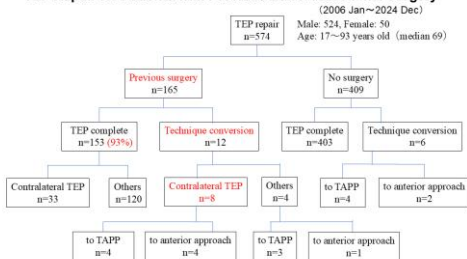 (2006 Jan～2024 Dec)
TEP repair
n=574
Male: 524, Female: 50
Age: 17～93 years old (median 69)
Previous surgery
n=165
No surgery
n=409
TEP complete
n=153 (93%)
Technique conversion
n=12
TEP complete
n=403
Technique conversion
n=6
Contralateral TEP
n=33
Others
n=120
Contralateral TEP
n=8
Others
n=4
to TAPP
n=4
to anterior approach
n=2
to TAPP
n=4
to anterior approach
n=4
to TAPP
n=3
to anterior approach
n=1